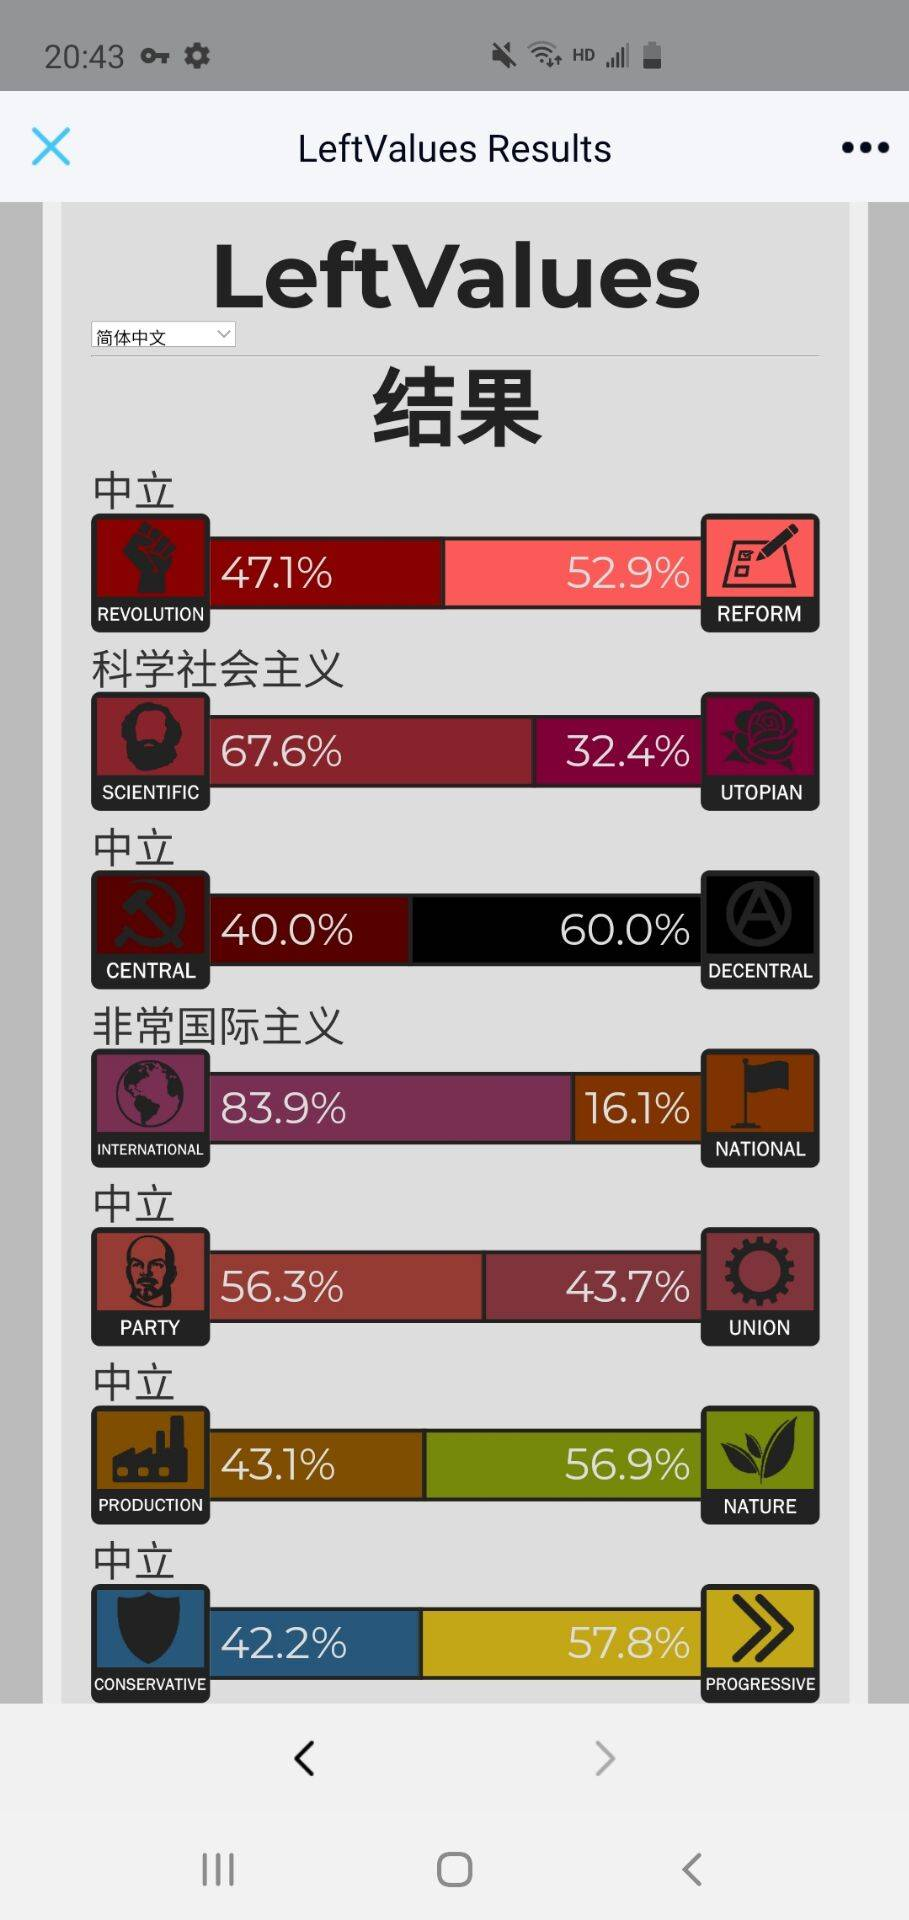 20:43 HD
LeftValues Results
LeftValues
简体中文
结果
中立
47.1% 52.9%
REVOLUTION REFORM
科学社会主义
67.6% 32.4%
SCIENTIFIC UTOPIAN
中立
40.0% 60.0%
CENTRAL DECENTRAL
非常国际主义
83.9% 16.1%
INTERNATIONAL NATIONAL
中立
56.3% 43.7%
PARTY UNION
中立
43.1% 56.9%
PRODUCTION NATURE
中立
42.2% 57.8%
CONSERVATIVE PROGRESSIVE